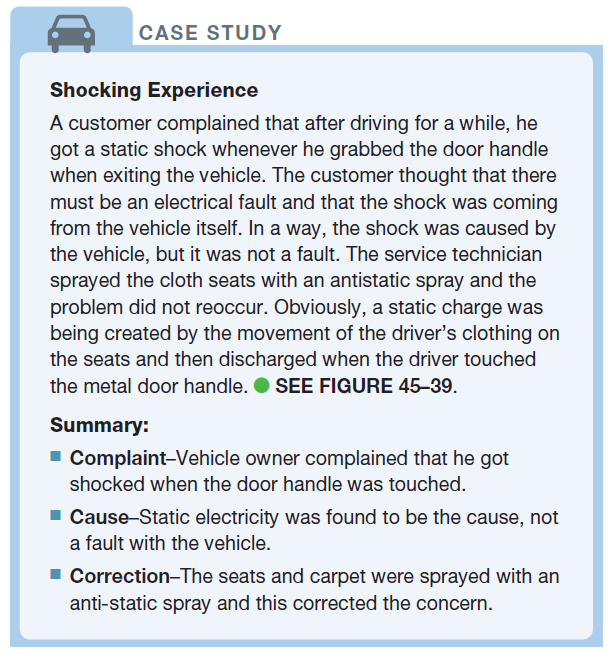 CASE STUDY
Shocking Experience
A customer complained that after driving for a while, he
got a static shock whenever he grabbed the door handle
when exiting the vehicle. The customer thought that there
must be an electrical fault and that the shock was coming
from the vehicle itself. In a way, the shock was caused by
the vehicle, but it was not a fault. The service technician
sprayed the cloth seats with an antistatic spray and the
problem did not reoccur. Obviously, a static charge was
being created by the movement of the driver’s clothing on
the seats and then discharged when the driver touched
the metal door handle. ● SEE FIGURE 45–39.
Summary:
■ Complaint–Vehicle owner complained that he got
shocked when the door handle was touched.
■ Cause–Static electricity was found to be the cause, not
a fault with the vehicle.
■ Correction–The seats and carpet were sprayed with an
anti-static spray and this corrected the concern.